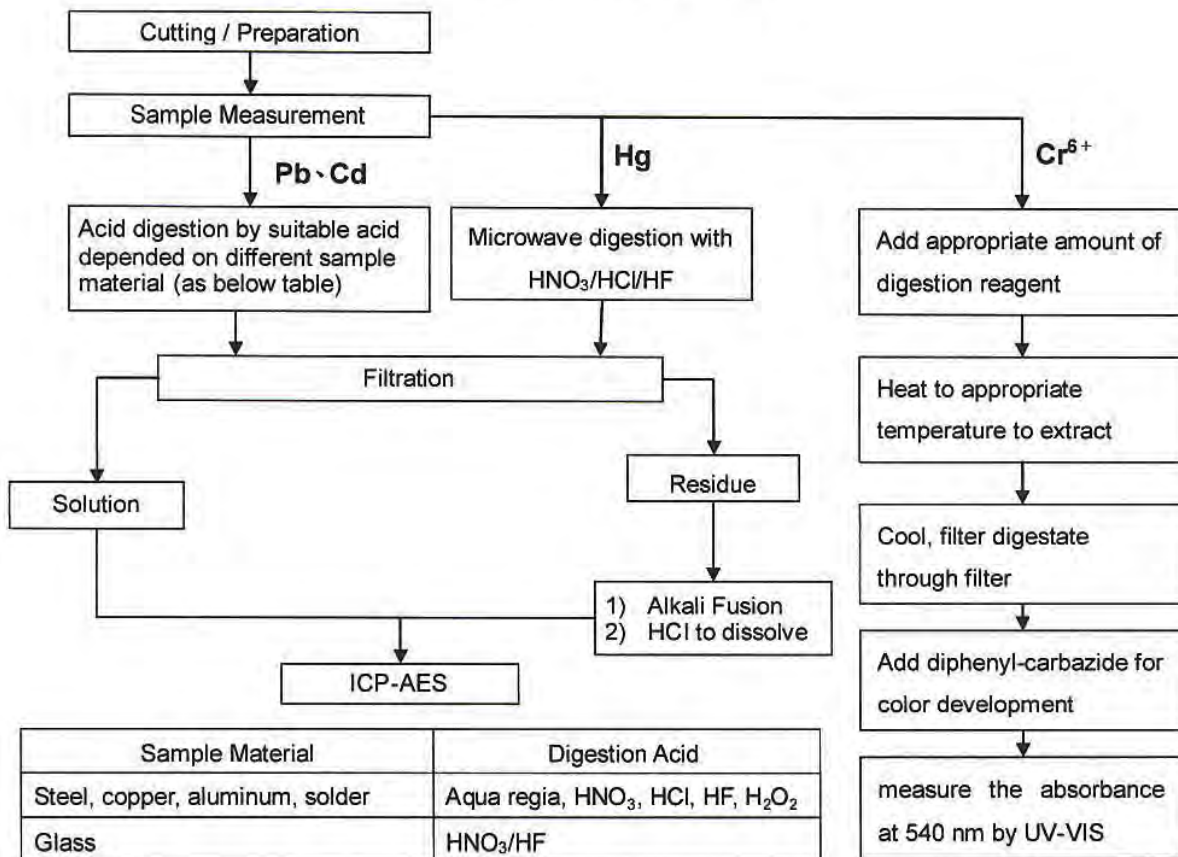 Cutting / Preparation
Sample Measurement
Pb、Cd
Hg
Cr⁶⁺
Acid digestion by suitable acid
depended on different sample
material (as below table)
Microwave digestion with
HNO₃/HCl/HF
Add appropriate amount of
digestion reagent
Filtration
Heat to appropriate
temperature to extract
Solution
Residue
Cool, filter digestate
through filter
1) Alkali Fusion
2) HCl to dissolve
ICP-AES
Add diphenyl-carbazide for
color development
Sample Material
Digestion Acid
Steel, copper, aluminum, solder
Aqua regia, HNO₃, HCl, HF, H₂O₂
Glass
HNO₃/HF
measure the absorbance
at 540 nm by UV-VIS